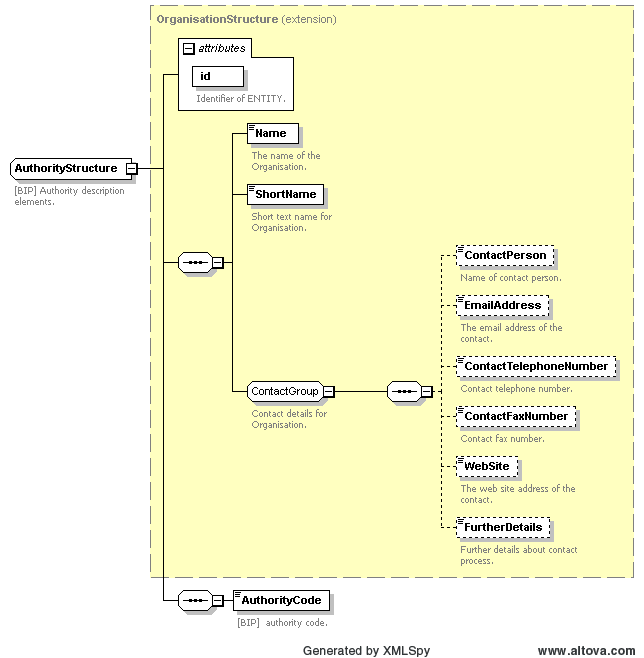 OrganisationStructure (extension)
attributes
id
Identifier of ENTITY.
Name
The name of the
Organisation.
AuthorityStructure
[BIP] Authority description
elements.
ShortName
Short text name for
Organisation.
ContactPerson
Name of contact person.
EmailAddress
The email address of the
contact.
ContactTelephoneNumber
Contact telephone number.
ContactGroup
Contact details for
Organisation.
ContactFaxNumber
Contact fax number.
WebSite
The web site address of the
contact.
FurtherDetails
Further details about contact
process.
AuthorityCode
[BIP] authority code.
Generated by XMLSpy
www.altova.com